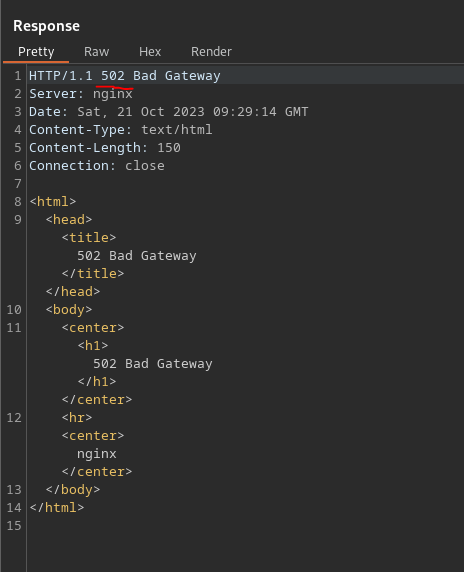 Response
Pretty Raw Hex Render
1 HTTP/1.1 502 Bad Gateway
2 Server: nginx
3 Date: Sat, 21 Oct 2023 09:29:14 GMT
4 Content-Type: text/html
5 Content-Length: 150
6 Connection: close
7
8 <html>
9 <head>
<title>
502 Bad Gateway
</title>
</head>
10 <body>
11 <center>
<h1>
502 Bad Gateway
</h1>
</center>
12 <hr>
<center>
nginx
</center>
13 </body>
14 </html>
15